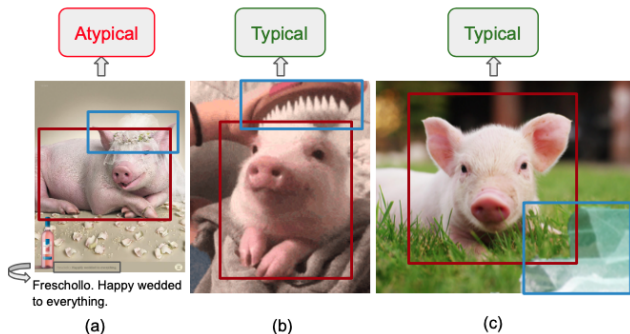 Atypical
Typical
Typical
Freschollo. Happy wedded
to everything.
(a)
(b)
(c)